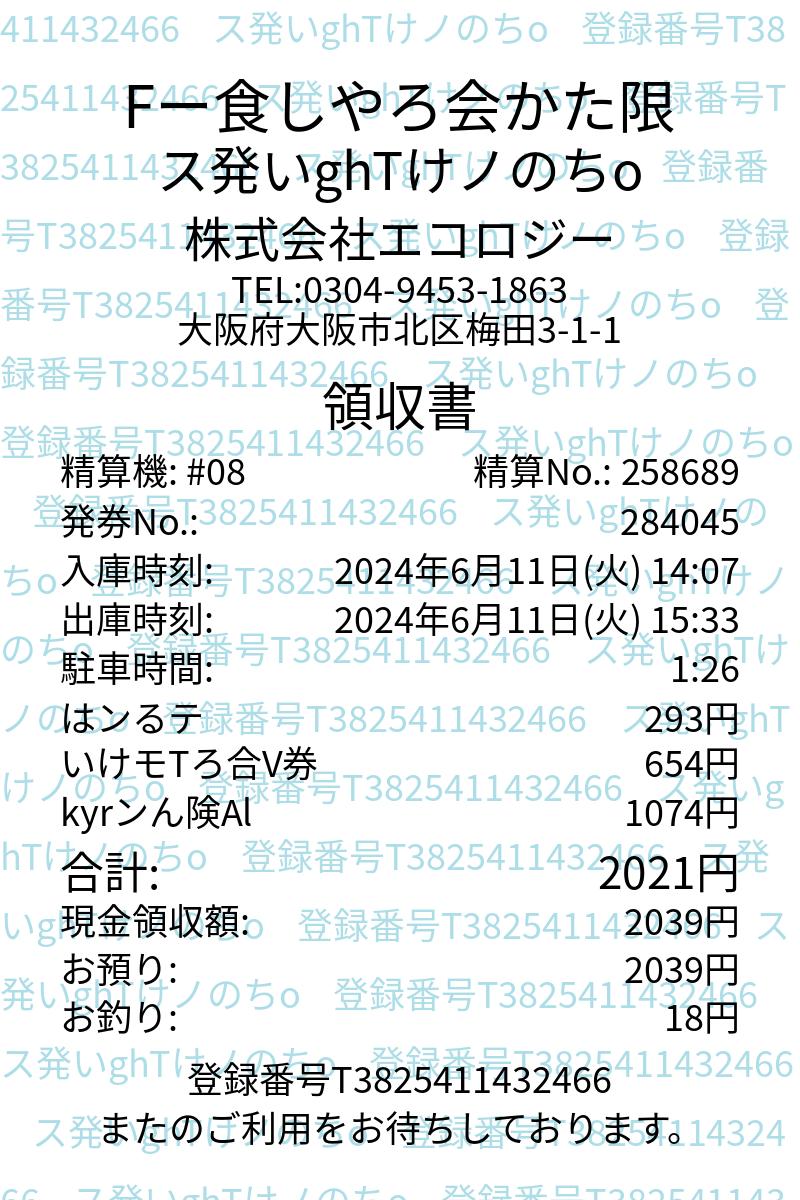 Fー食しやろ会かた限
ス発いghTけノのちo
株式会社エコロジー
TEL:0304-9453-1863
大阪府大阪市北区梅田3-1-1
領収書
精算機: #08 精算No.: 258689
発券No.: 284045
入庫時刻: 2024年6月11日(火) 14:07
出庫時刻: 2024年6月11日(火) 15:33
駐車時間: 1:26
はンるテ 293円
いけモTろ合V券 654円
kyrンん険Al 1074円
合計: 2021円
現金領収額: 2039円
お預り: 2039円
お釣り: 18円
登録番号T3825411432466
またのご利用をお待ちしております。